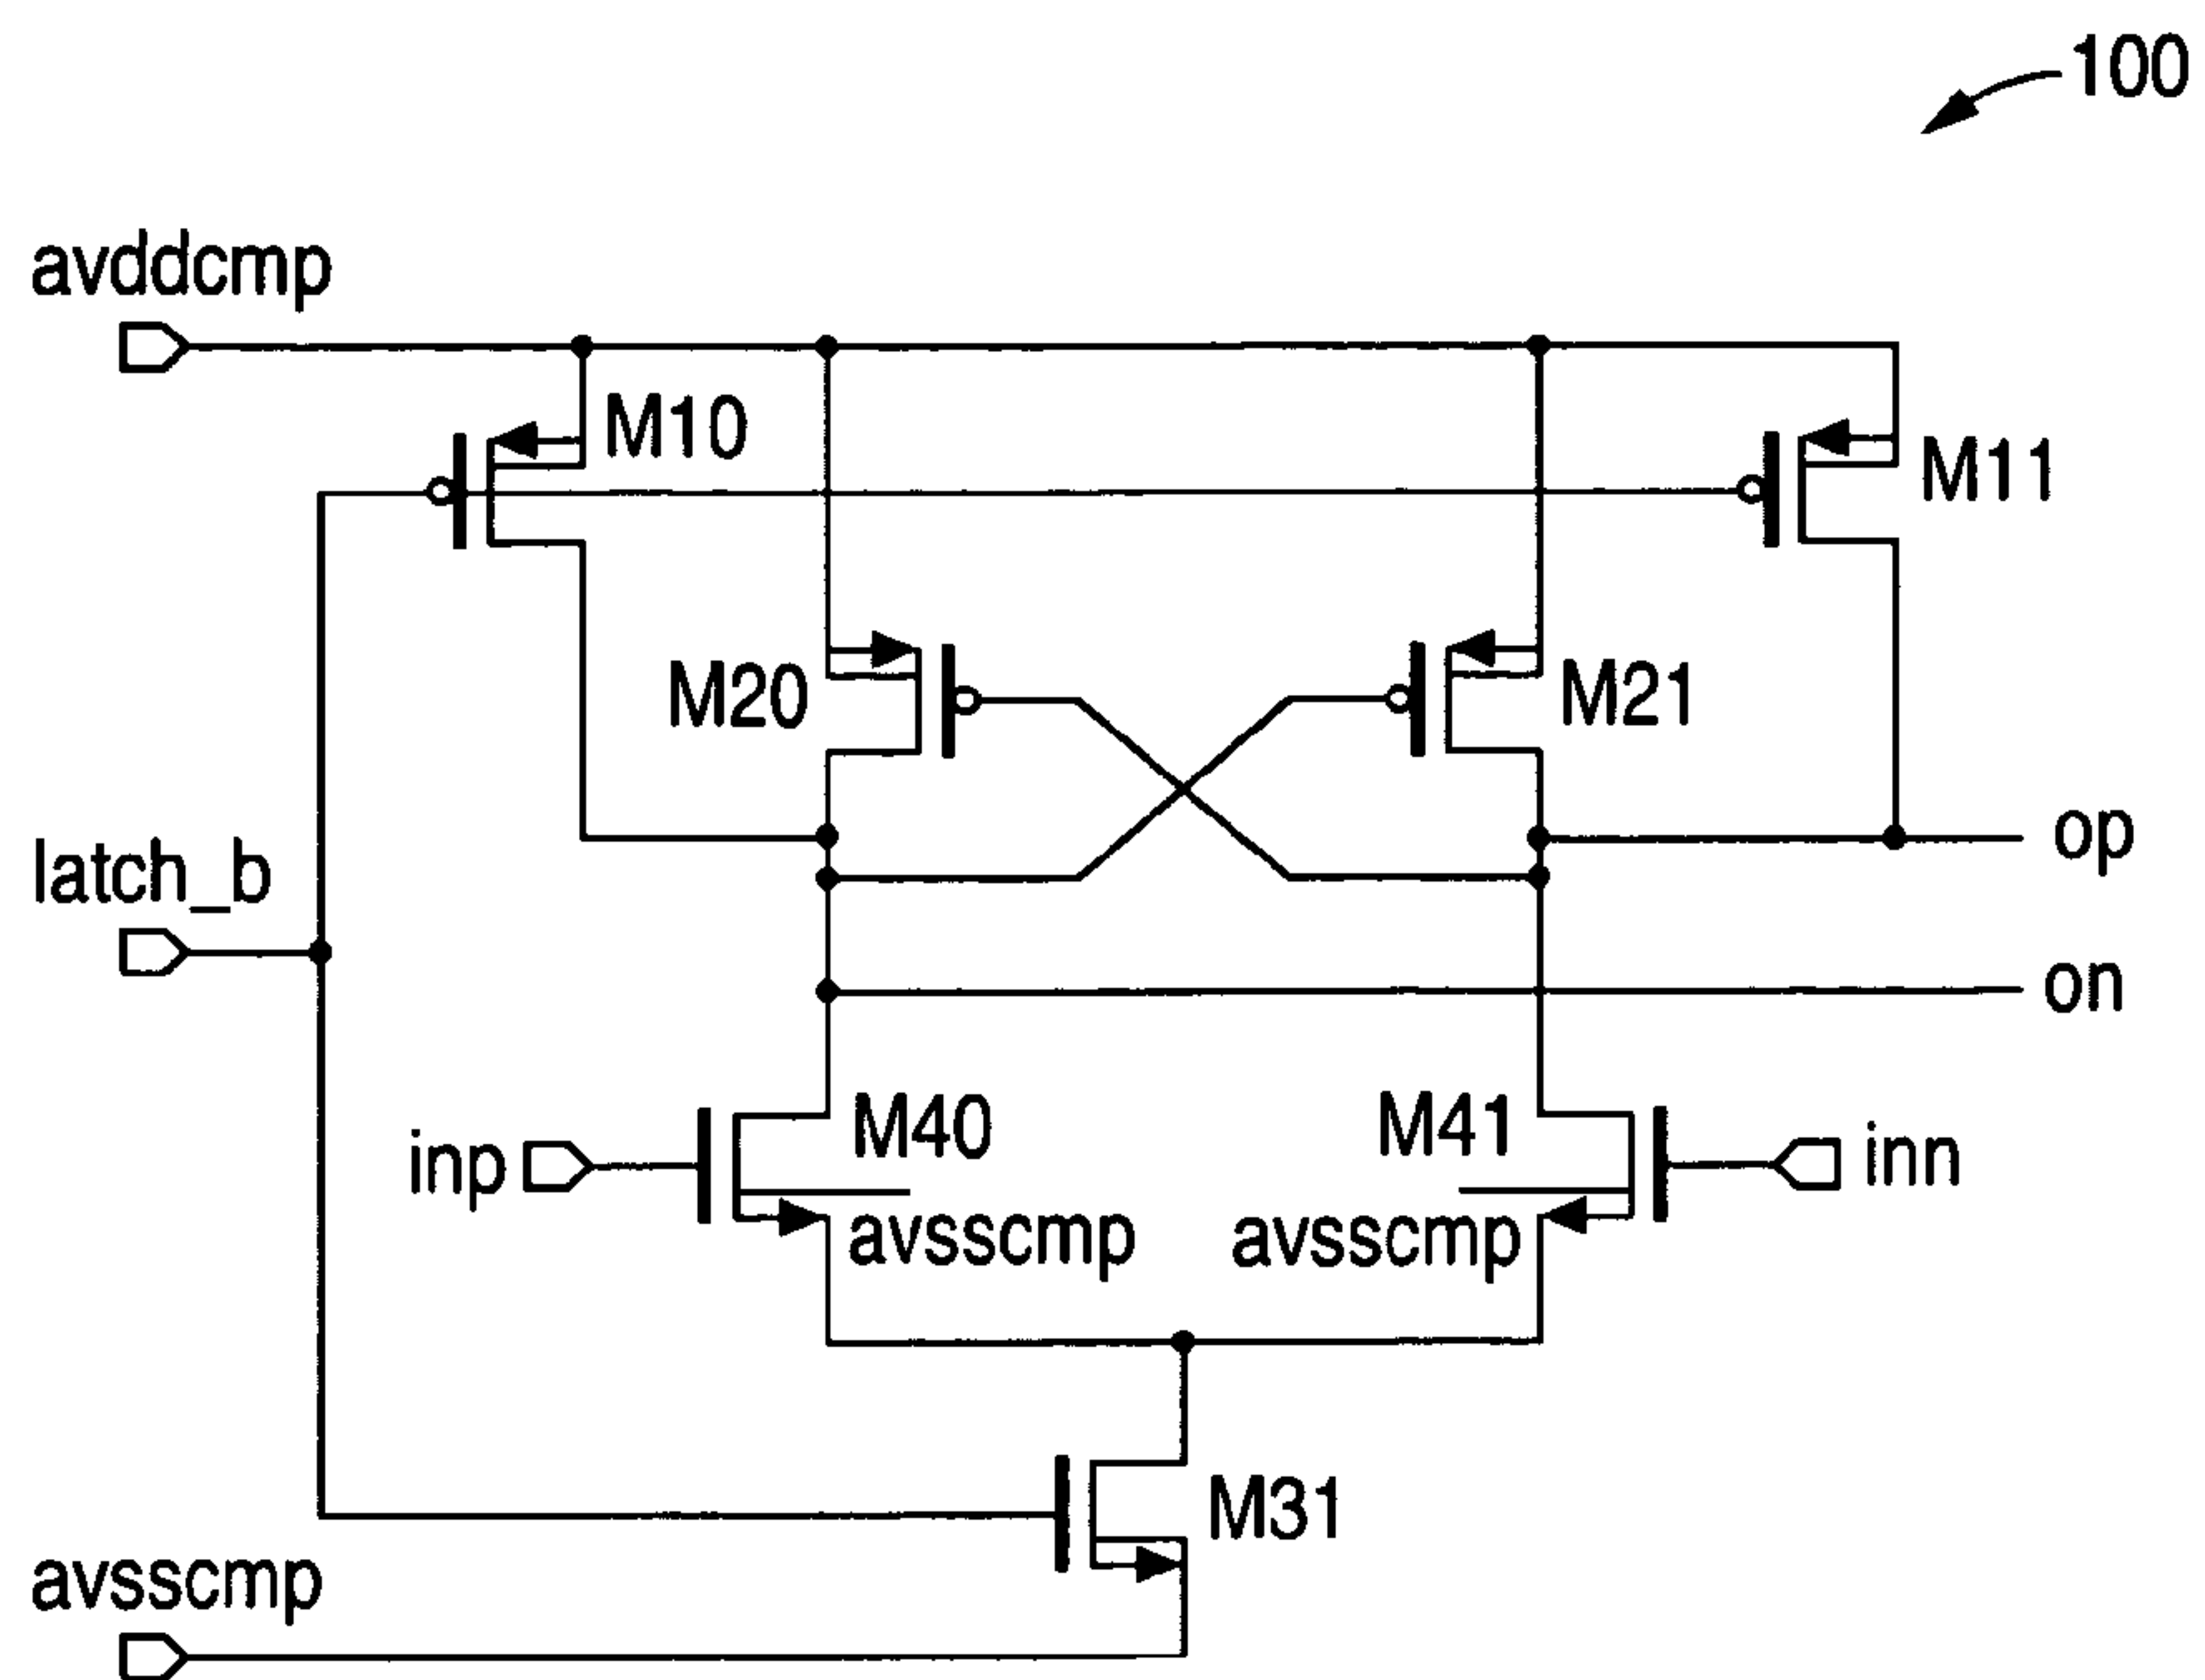 100
avddcmp
M10
M11
M20
M21
op
latch_b
on
M40
M41
inp
inn
avsscmp
avsscmp
M31
avsscmp